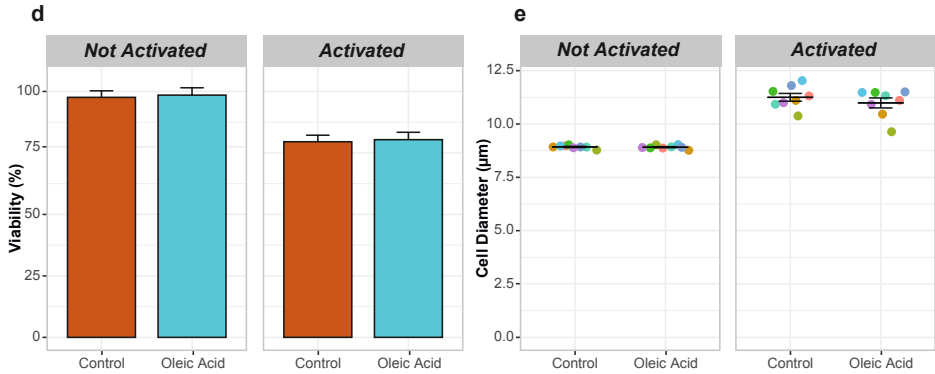 d
Not Activated
Activated
Viability (%)
100
75
50
25
0
Control
Oleic Acid
Control
Oleic Acid
e
Not Activated
Activated
Cell Diameter (µm)
12.5
10.0
7.5
5.0
2.5
0.0
Control
Oleic Acid
Control
Oleic Acid